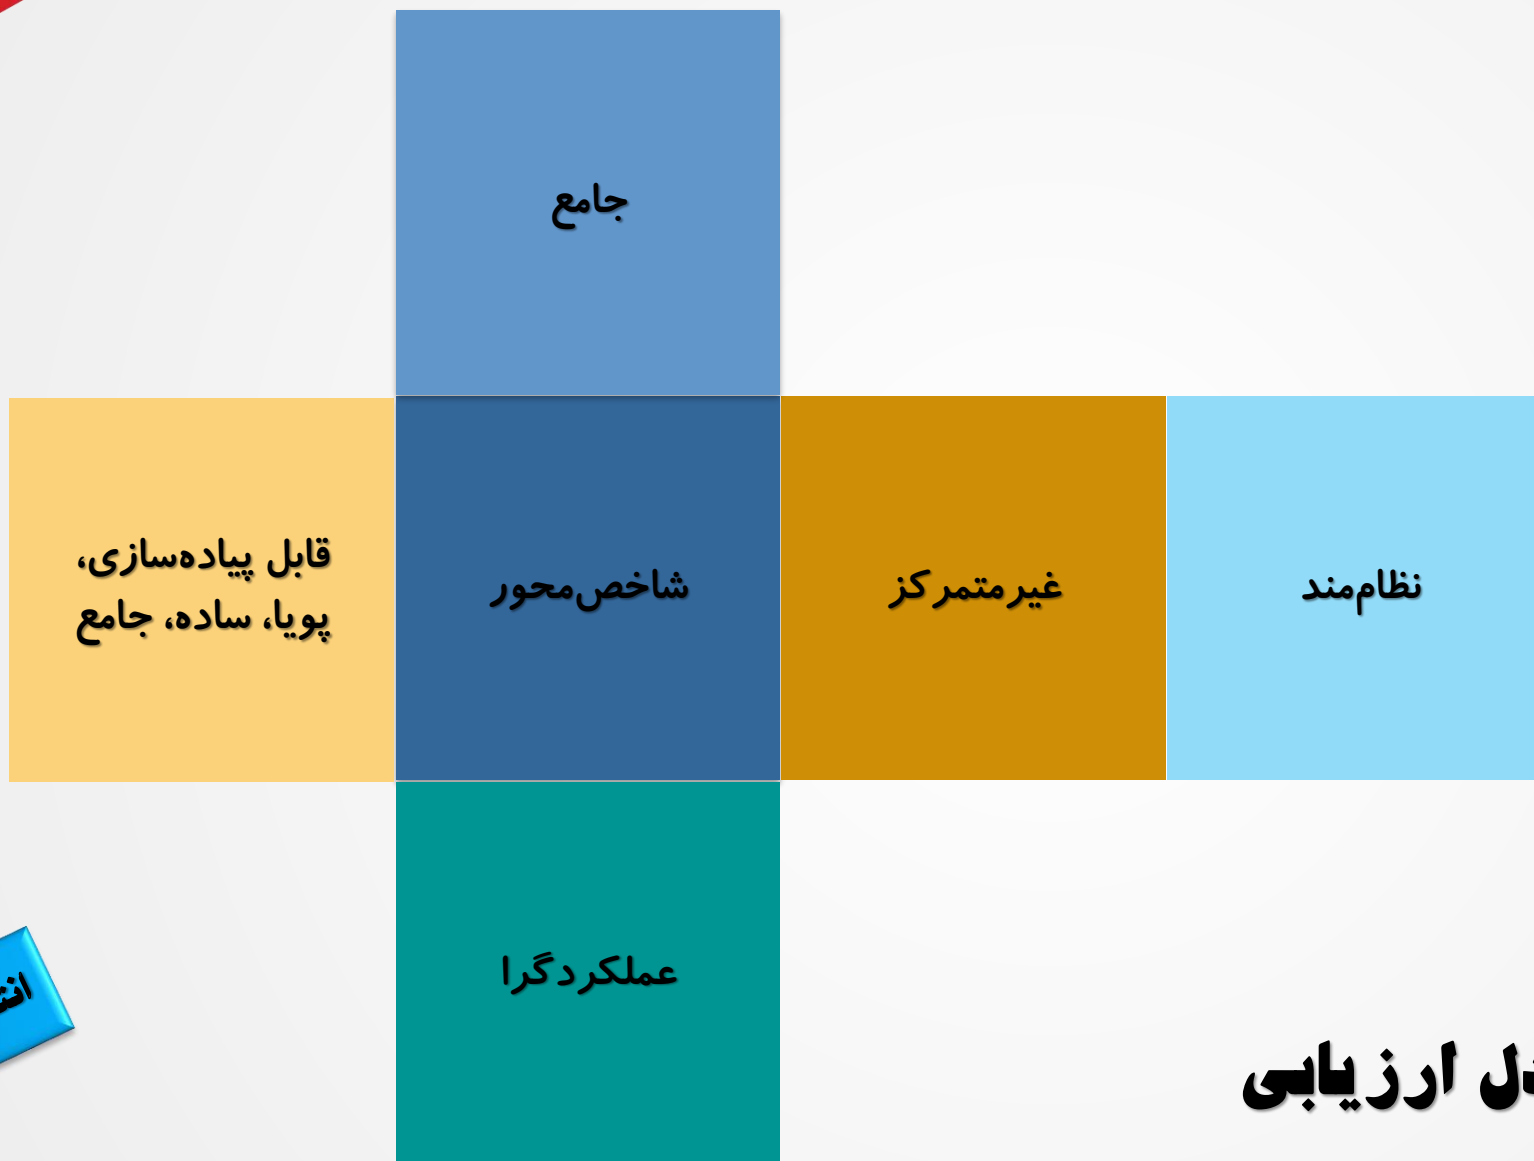 جامع
نظام‌مند
غیرمتمرکز
شاخص‌محور
قابل پیاده‌سازی،
پویا، ساده، جامع
عملکردگرا
ارزیابی